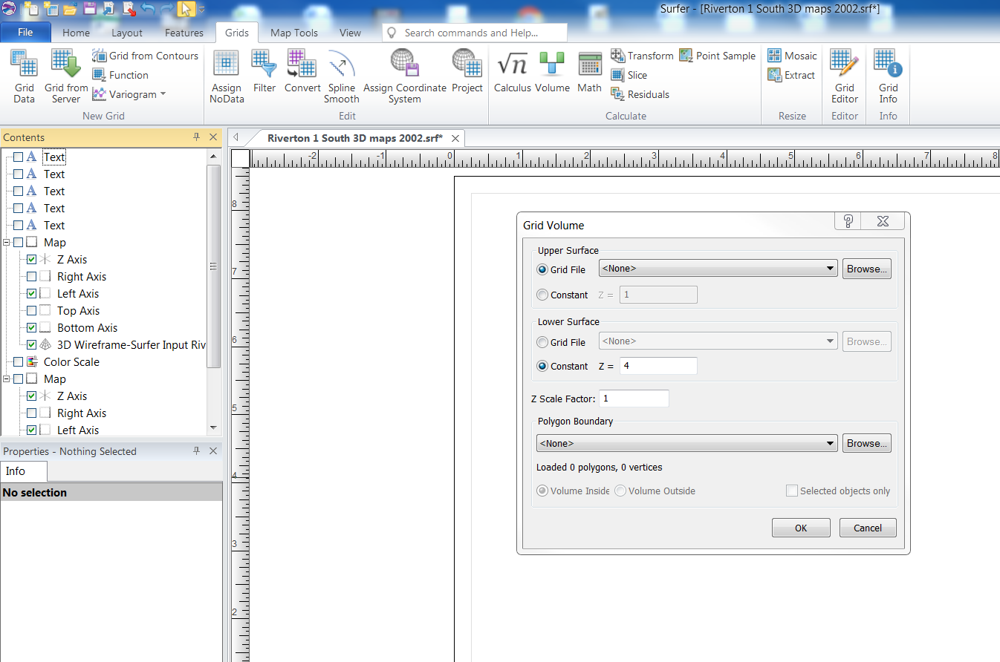 Surfer - [Riverton 1 South 3D maps 2002.srf*]
File Home Layout Features Grids Map Tools View Search commands and Help...
Grid Data
Grid from Server
Grid from Contours
Function
Variogram
New Grid
Assign NoData
Filter
Convert
Spline Smooth
Assign Coordinate System
Project
Edit
Calculus
Volume
Math
Transform
Slice
Residuals
Point Sample
Calculate
Mosaic
Extract
Resize
Grid Editor
Editor
Grid Info
Info
Contents
Text
Text
Text
Text
Text
Map
Z Axis
Right Axis
Left Axis
Top Axis
Bottom Axis
3D Wireframe-Surfer Input Riv
Color Scale
Map
Z Axis
Right Axis
Left Axis
Properties - Nothing Selected
Info
No selection
Riverton 1 South 3D maps 2002.srf*
-2 -1 0 1 2 3 4 5 6 7 8
8
7
6
5
4
3
2
Grid Volume
Upper Surface
Grid File <None> Browse...
Constant Z = 1
Lower Surface
Grid File <None> Browse...
Constant Z = 4
Z Scale Factor: 1
Polygon Boundary
<None> Browse...
Loaded 0 polygons, 0 vertices
Volume Inside Volume Outside Selected objects only
OK Cancel